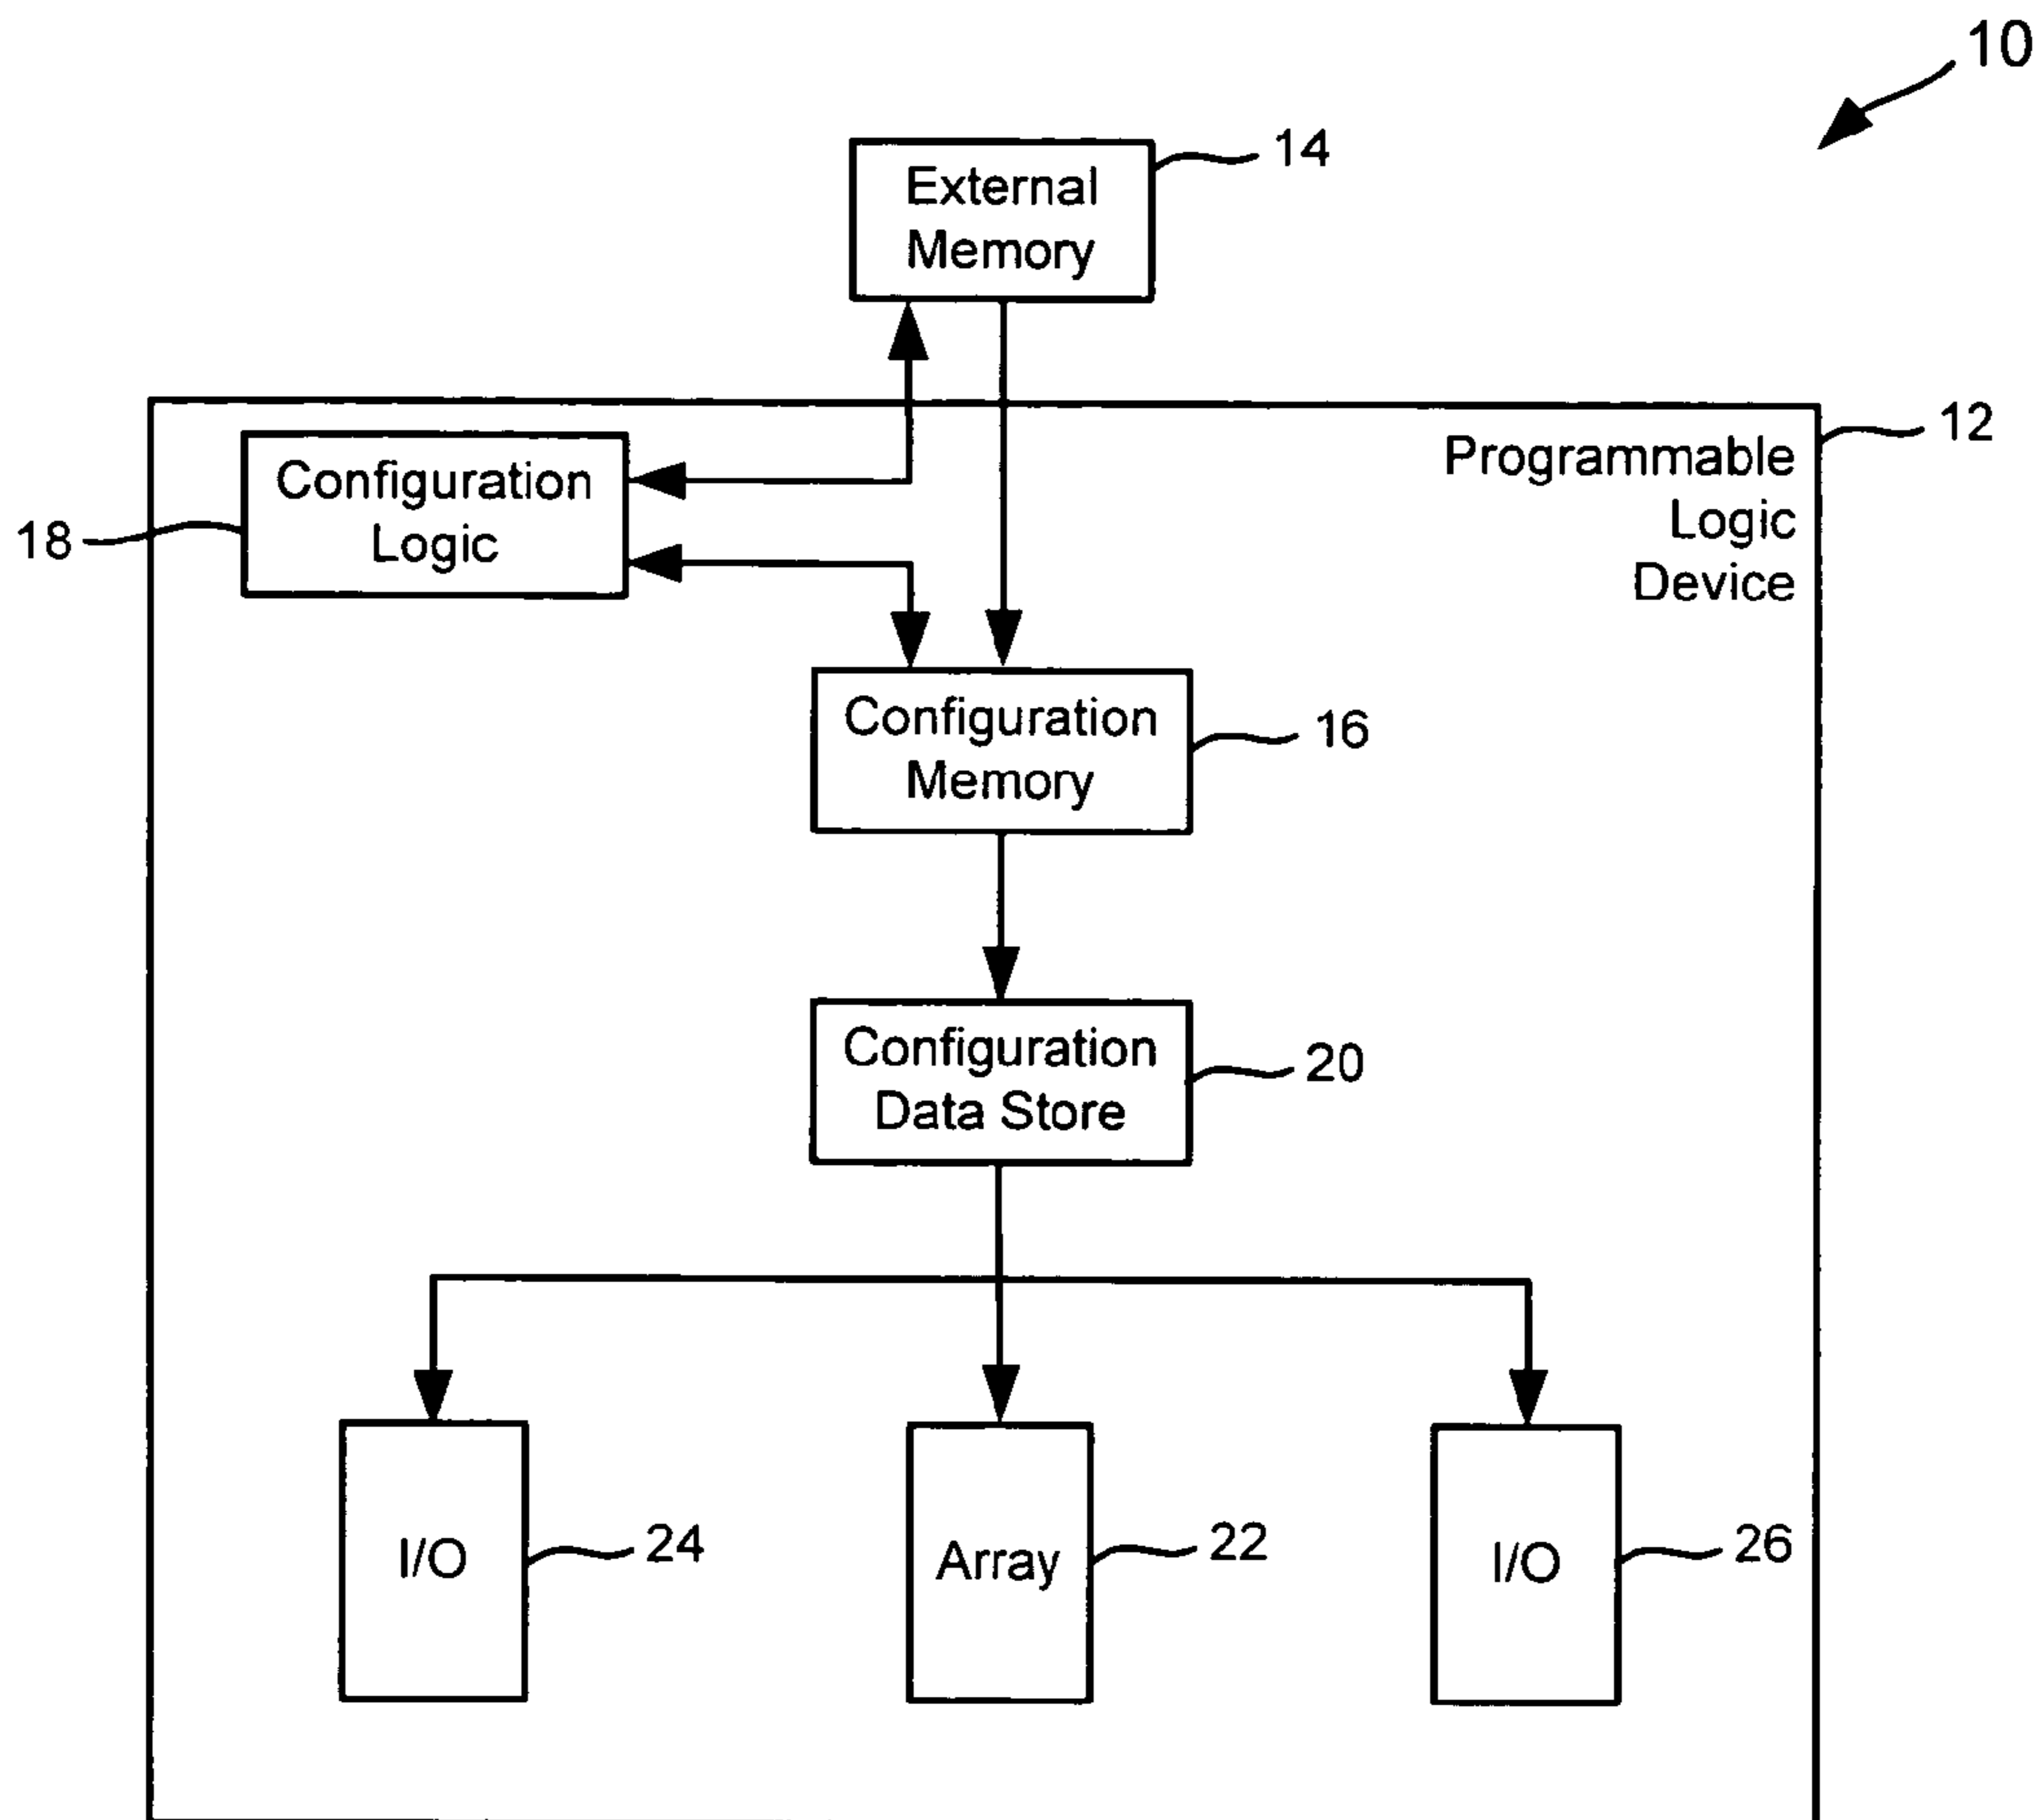 10
External
Memory
14
12
Programmable
Logic
Device
Configuration
Logic
18
Configuration
Memory
16
Configuration
Data Store
20
I/O
24
Array
22
I/O
26